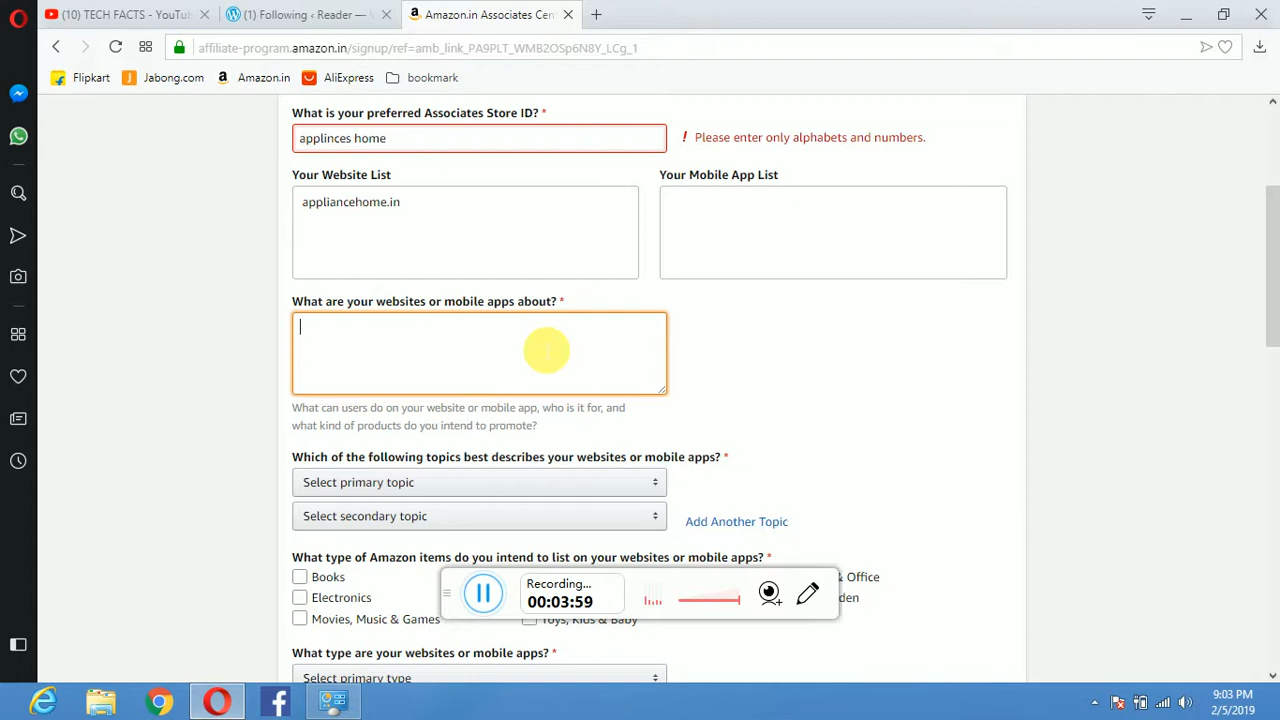 (10) TECH FACTS - YouTu
(1) Following ‹ Reader —
Amazon.in Associates Cen
affiliate-program.amazon.in/signup/ref=amb_link_PA9PLT_WMB2OSp6N8Y_LCg_1
Flipkart
Jabong.com
Amazon.in
AliExpress
bookmark
What is your preferred Associates Store ID? *
applinces home
! Please enter only alphabets and numbers.
Your Website List
Your Mobile App List
appliancehome.in
What are your websites or mobile apps about? *
What can users do on your website or mobile app, who is it for, and
what kind of products do you intend to promote?
Which of the following topics best describes your websites or mobile apps? *
Select primary topic
Select secondary topic
Add Another Topic
What type of Amazon items do you intend to list on your websites or mobile apps? *
Books
& Office
Electronics
den
Movies, Music & Games
Toys, Kids & Baby
Recording...
00:03:59
What type are your websites or mobile apps? *
Select primary type
9:03 PM
2/5/2019